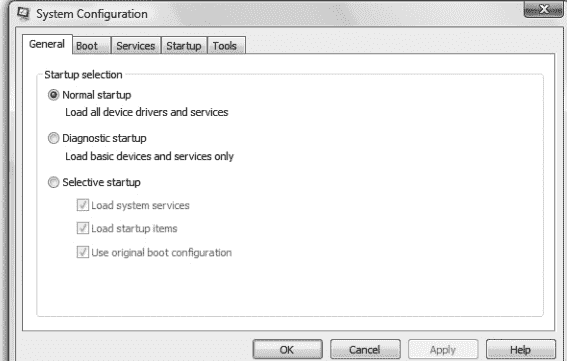 System Configuration
General Boot Services Startup Tools
Startup selection
Normal startup
Load all device drivers and services
Diagnostic startup
Load basic devices and services only
Selective startup
Load system services
Load startup items
Use original boot configuration
OK Cancel Apply Help